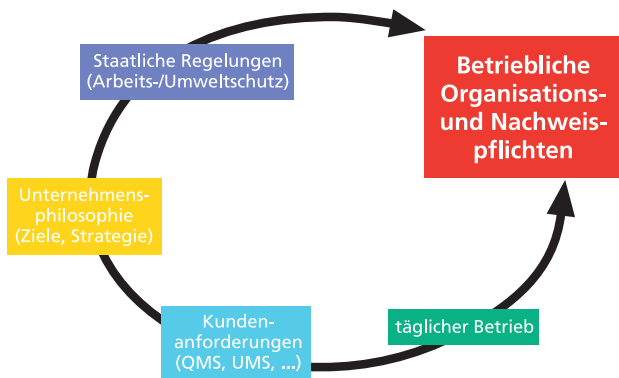 Staatliche Regelungen
(Arbeits-/Umweltschutz)
Betriebliche
Organisations-
und Nachweis-
pflichten
Unternehmens-
philosophie
(Ziele, Strategie)
Kunden-
anforderungen
(QMS, UMS, ...)
täglicher Betrieb